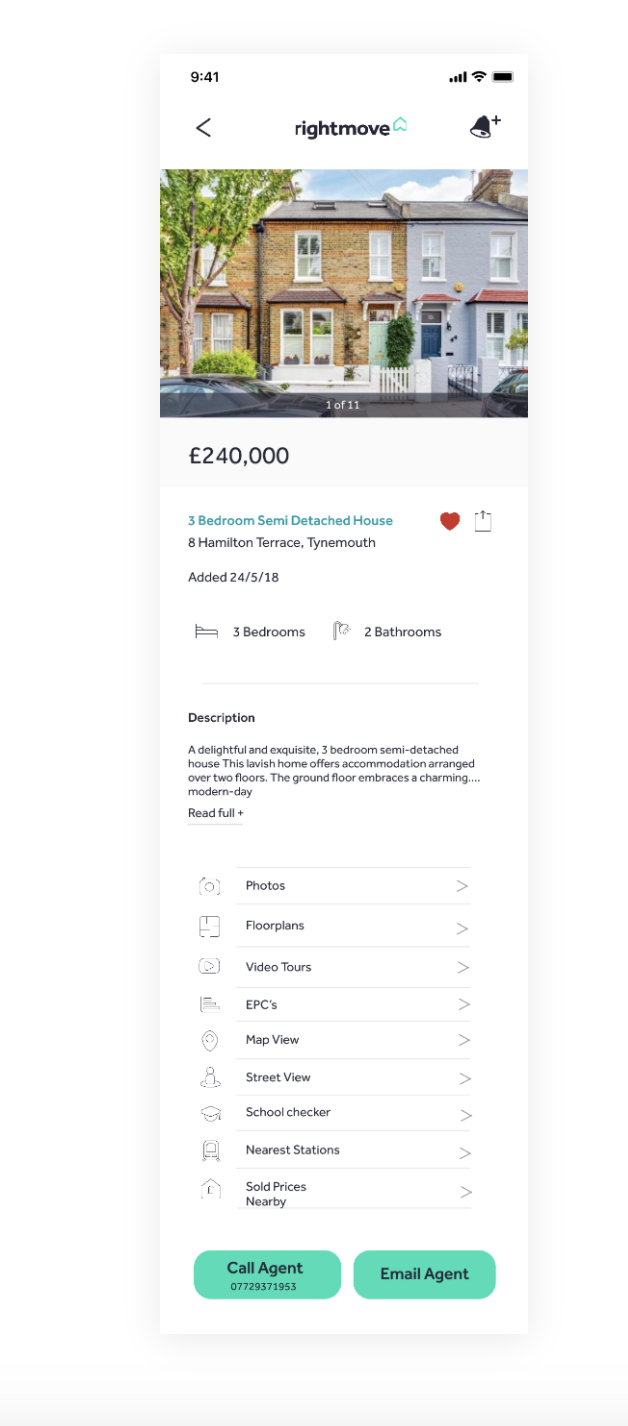 9:41
rightmove
1 of 11
£240,000
3 Bedroom Semi Detached House
8 Hamilton Terrace, Tynemouth
Added 24/5/18
3 Bedrooms 2 Bathrooms
Description
A delightful and exquisite, 3 bedroom semi-detached
house This lavish home offers accommodation arranged
over two floors. The ground floor embraces a charming....
modern-day
Read full +
Photos
Floorplans
Video Tours
EPC's
Map View
Street View
School checker
Nearest Stations
Sold Prices
Nearby
Call Agent
07729371953
Email Agent